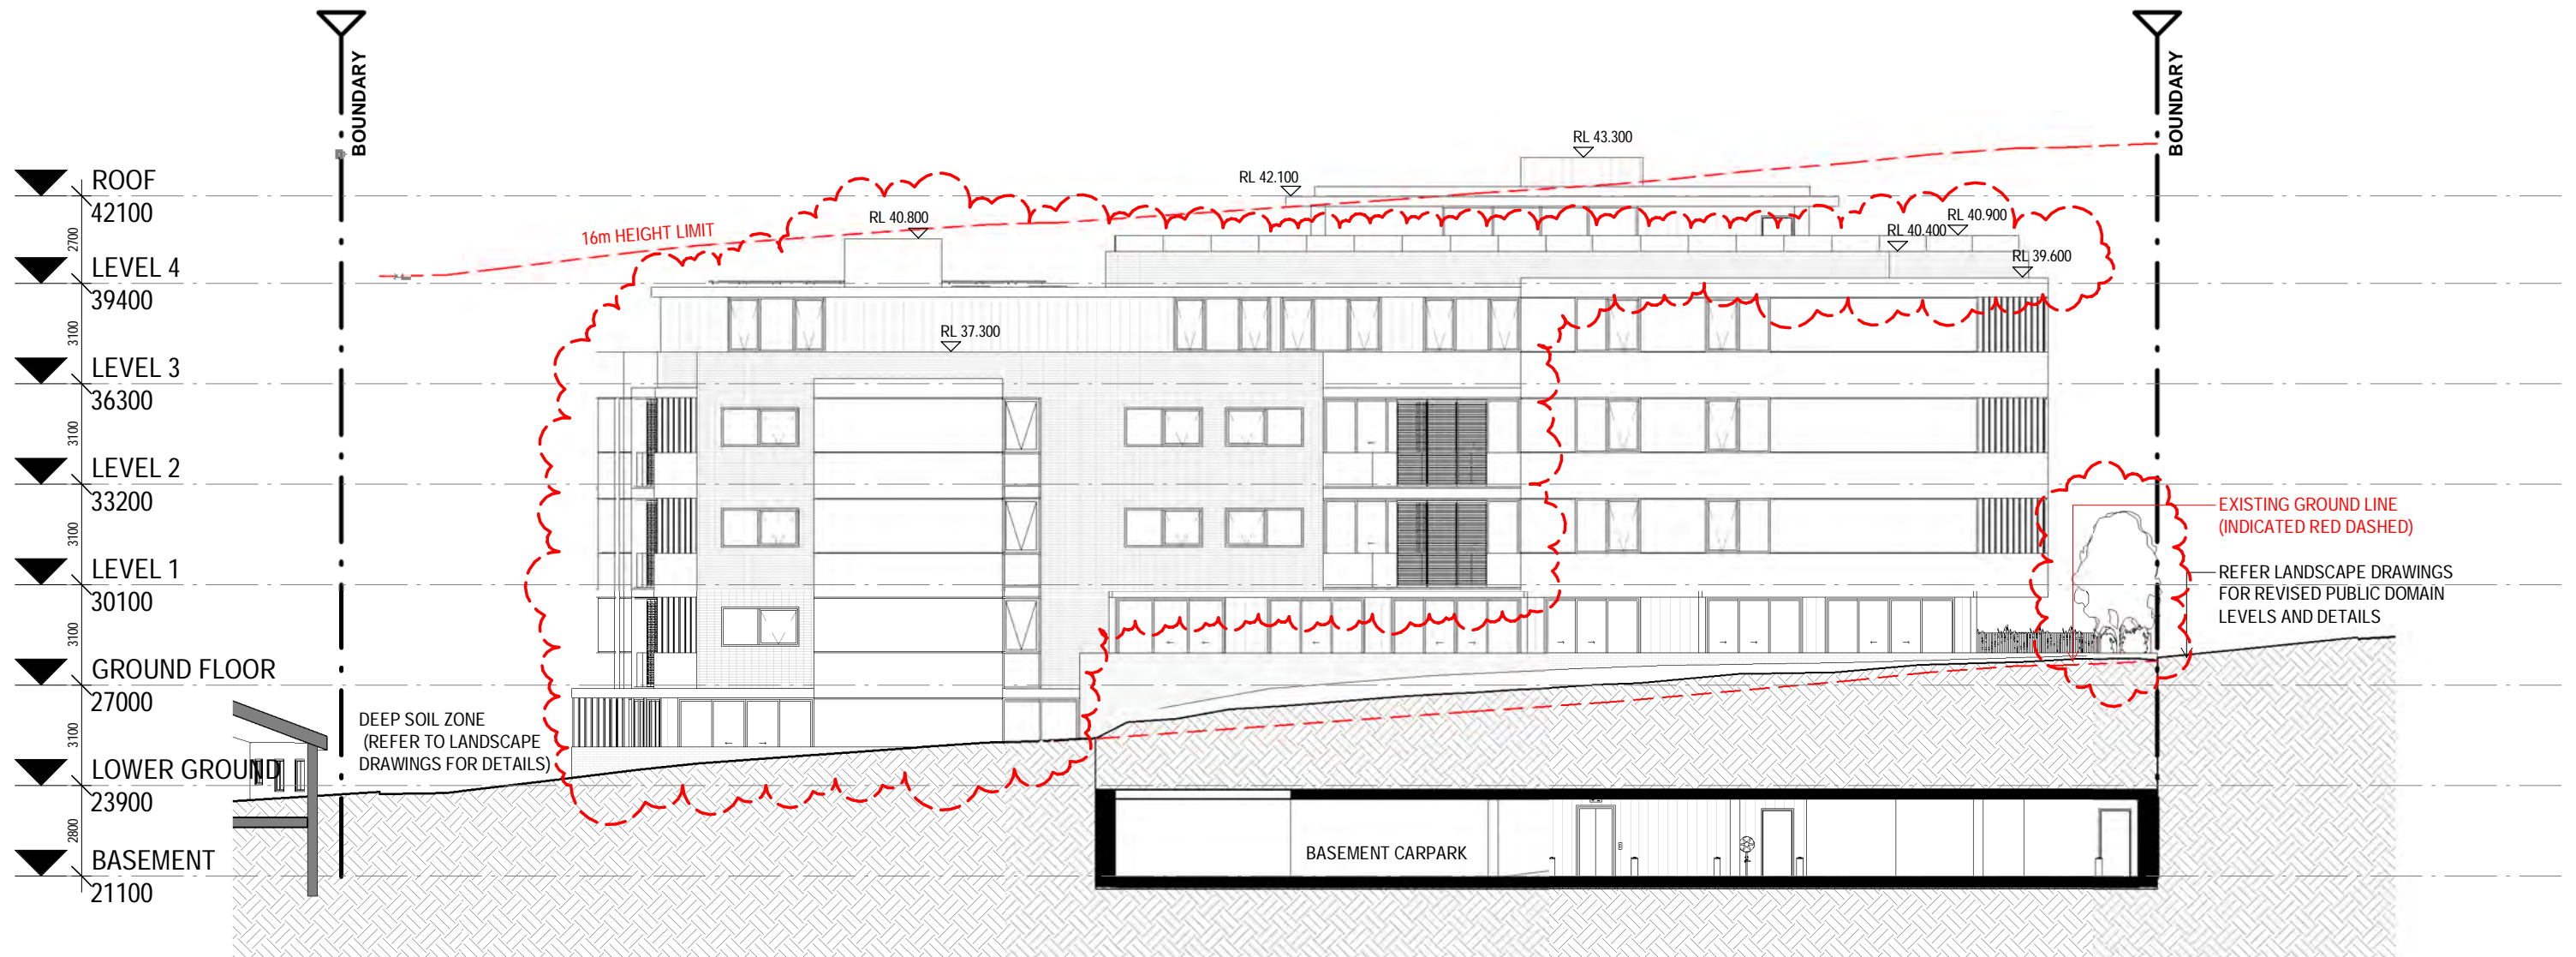 BOUNDARY
BOUNDARY
RL 43.300
RL 42.100
ROOF
42100
RL 40.800
RL 40.900
RL 40.400
16m HEIGHT LIMIT
2700
LEVEL 4
39400
RL 39.600
3100
RL 37.300
LEVEL 3
36300
3100
LEVEL 2
33200
3100
EXISTING GROUND LINE
(INDICATED RED DASHED)
LEVEL 1
30100
REFER LANDSCAPE DRAWINGS
FOR REVISED PUBLIC DOMAIN
LEVELS AND DETAILS
3100
GROUND FLOOR
27000
3100
DEEP SOIL ZONE
(REFER TO LANDSCAPE
DRAWINGS FOR DETAILS)
LOWER GROUND
23900
2800
BASEMENT
21100
BASEMENT CARPARK